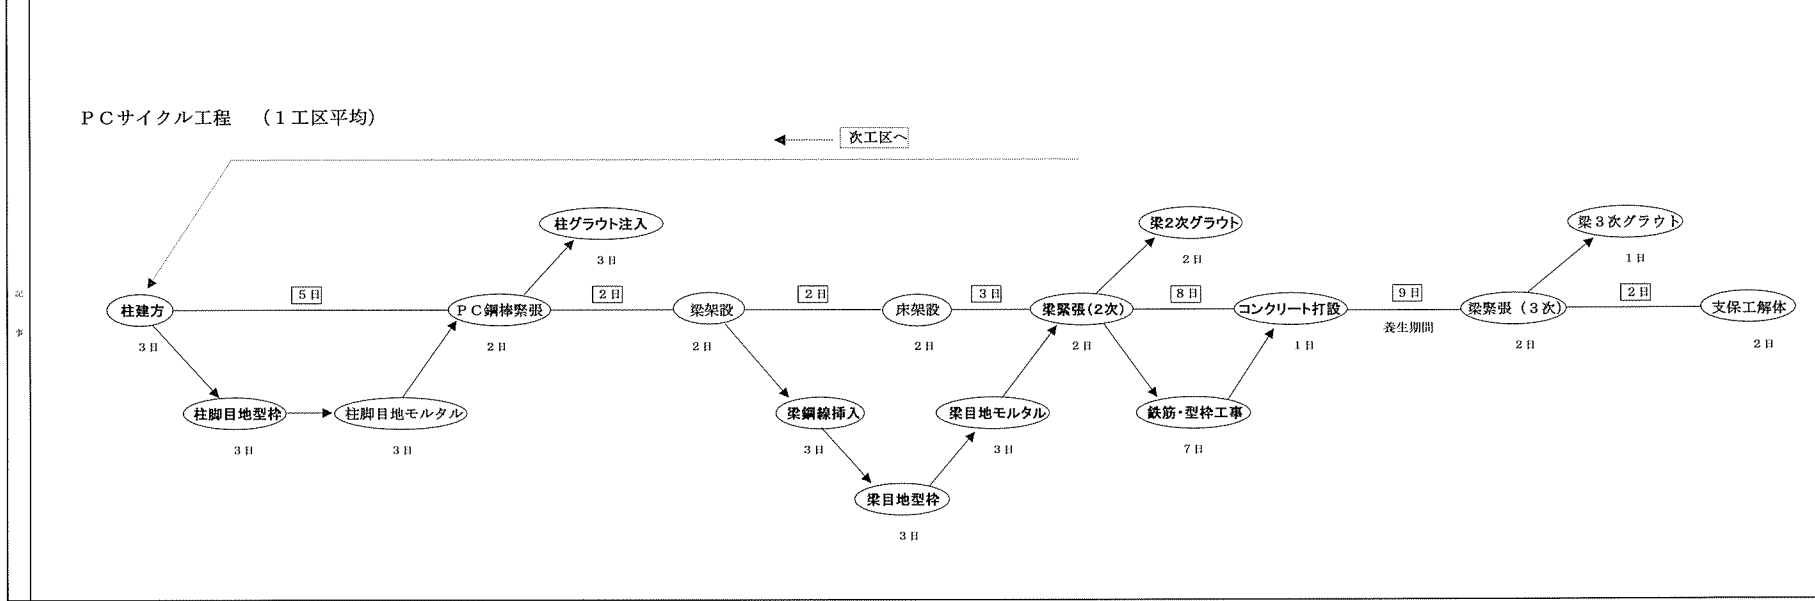 PCサイクル工程 (1工区平均)
次工区へ
柱グラウト注入
3日
梁2次グラウト
2日
梁3次グラウト
1日
柱建方
3日
5日
PC鋼棒緊張
2日
2日
梁架設
2日
2日
床架設
2日
3日
梁緊張(2次)
2日
8日
コンクリート打設
1日
9日
養生期間
梁緊張(3次)
2日
2日
支保工解体
2日
記
事
柱脚目地型枠
3日
柱脚目地モルタル
3日
梁鋼線挿入
3日
梁目地モルタル
3日
鉄筋・型枠工事
7日
梁目地型枠
3日